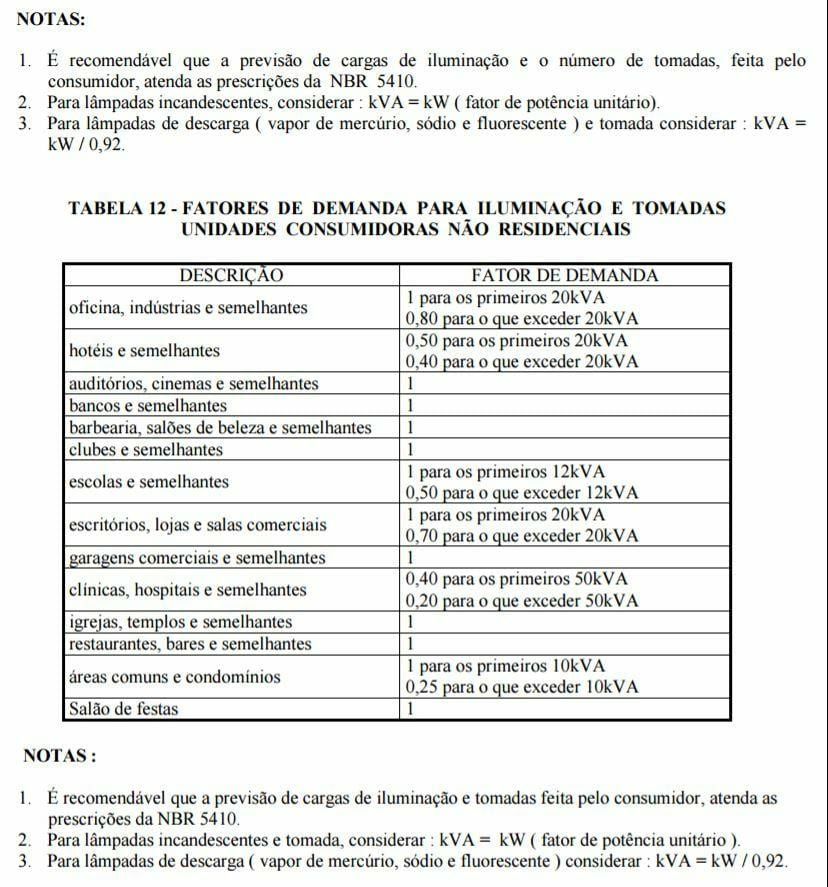 NOTAS:
1. É recomendável que a previsão de cargas de iluminação e o número de tomadas, feita pelo
consumidor, atenda as prescrições da NBR 5410.
2. Para lâmpadas incandescentes, considerar : kVA = kW ( fator de potência unitário).
3. Para lâmpadas de descarga ( vapor de mercúrio, sódio e fluorescente ) e tomada considerar : kVA =
kW / 0,92.
TABELA 12 - FATORES DE DEMANDA PARA ILUMINAÇÃO E TOMADAS
UNIDADES CONSUMIDORAS NÃO RESIDENCIAIS
DESCRIÇÃO FATOR DE DEMANDA
oficina, indústrias e semelhantes 1 para os primeiros 20kVA
0,80 para o que exceder 20kVA
hotéis e semelhantes 0,50 para os primeiros 20kVA
0,40 para o que exceder 20kVA
auditórios, cinemas e semelhantes 1
bancos e semelhantes 1
barbearia, salões de beleza e semelhantes 1
clubes e semelhantes 1
escolas e semelhantes 1 para os primeiros 12kVA
0,50 para o que exceder 12kVA
escritórios, lojas e salas comerciais 1 para os primeiros 20kVA
0,70 para o que exceder 20kVA
garagens comerciais e semelhantes 1
clínicas, hospitais e semelhantes 0,40 para os primeiros 50kVA
0,20 para o que exceder 50kVA
igrejas, templos e semelhantes 1
restaurantes, bares e semelhantes 1
áreas comuns e condomínios 1 para os primeiros 10kVA
0,25 para o que exceder 10kVA
Salão de festas 1
NOTAS :
1. É recomendável que a previsão de cargas de iluminação e tomadas feita pelo consumidor, atenda as
prescrições da NBR 5410.
2. Para lâmpadas incandescentes e tomada, considerar : kVA = kW ( fator de potência unitário ).
3. Para lâmpadas de descarga ( vapor de mercúrio, sódio e fluorescente ) considerar : kVA = kW / 0,92.